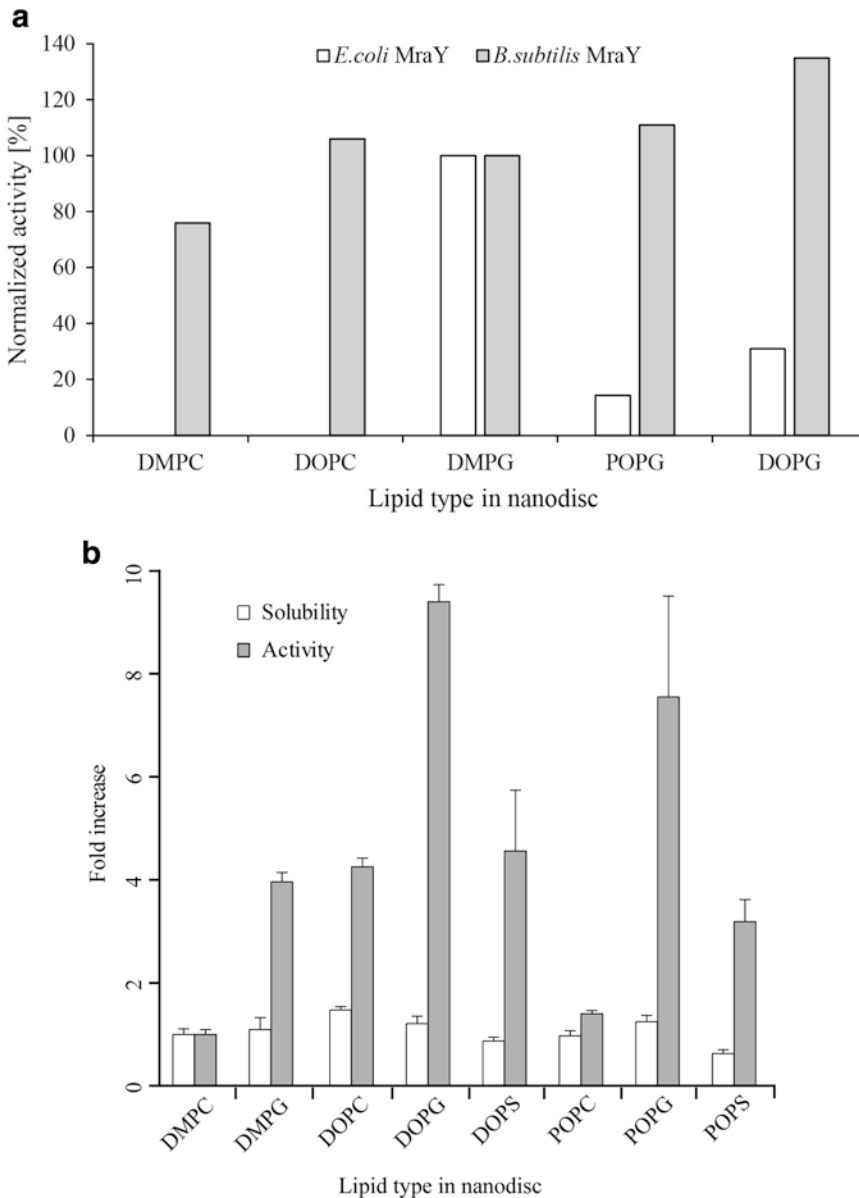 a
140
120
100
80
60
40
20
0
Normalized activity [%]
E.coli MraY B.subtilis MraY
DMPC DOPC DMPG POPG DOPG
Lipid type in nanodisc
b
10
8
6
4
2
0
Fold increase
Solubility
Activity
DMPC DMPG DOPC DOPG DOPS POPC POPG POPS
Lipid type in nanodisc